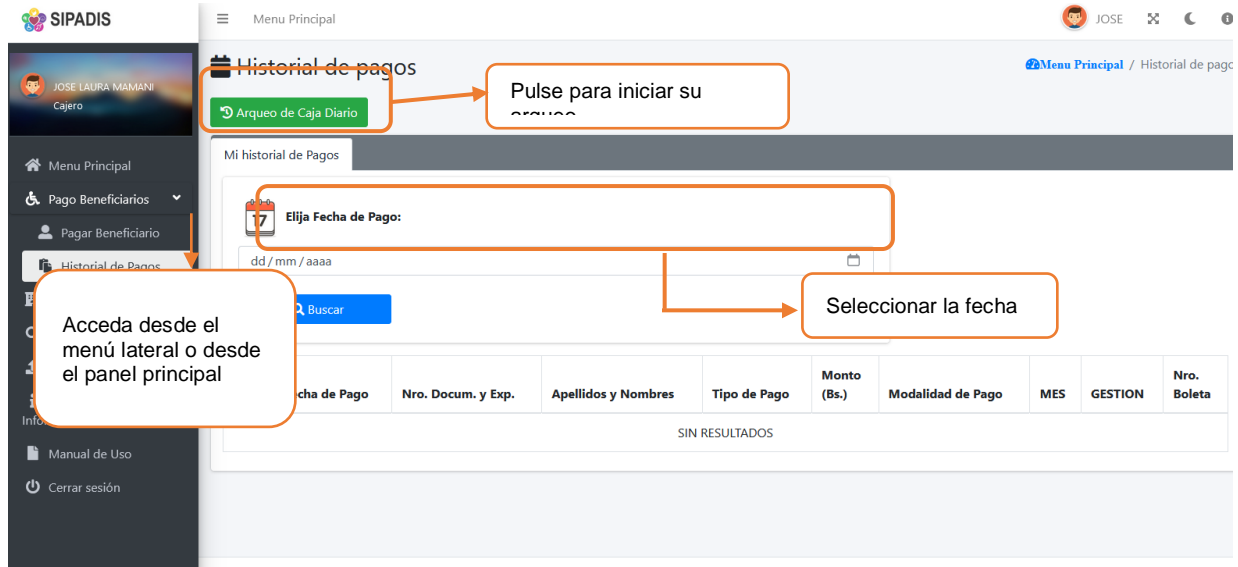 SIPADIS
Menu Principal
JOSE
JOSE LAURA MAMANI
Cajero
Historial de pagos
Menu Principal / Historial de pago
Arqueo de Caja Diario
Pulse para iniciar su
arqueo
Mi historial de Pagos
Menu Principal
Pago Beneficiarios
Pagar Beneficiario
Historial de Pagos
17
Elija Fecha de Pago:
dd/mm/aaaa
Buscar
Seleccionar la fecha
Acceda desde el
menú lateral o desde
el panel principal
cha de Pago Nro. Docum. y Exp. Apellidos y Nombres Tipo de Pago Monto (Bs.) Modalidad de Pago MES GESTION Nro. Boleta
SIN RESULTADOS
Manual de Uso
Cerrar sesión